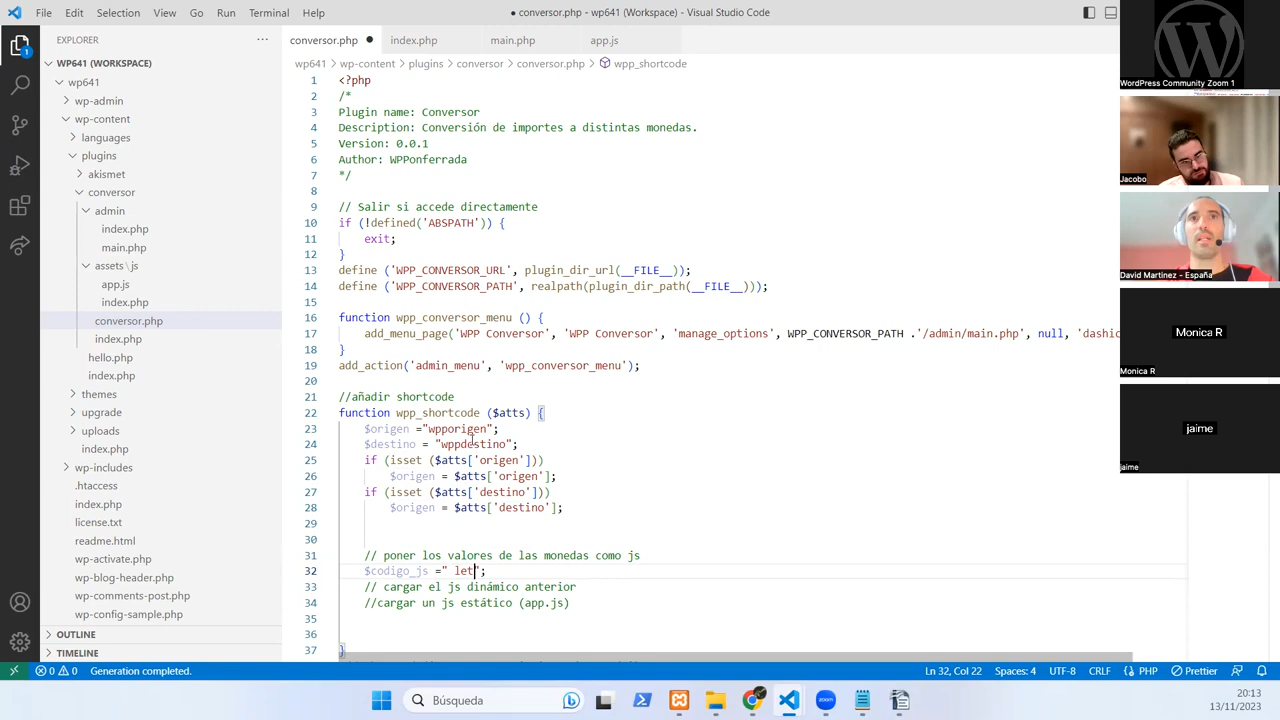 File Edit Selection View Go Run Terminal Help
● conversor.php - wp641 (Workspace) - Visual Studio Code
EXPLORER ···
WP641 (WORKSPACE)
wp641
wp-admin
wp-content
languages
plugins
akismet
conversor
admin
index.php
main.php
assets \ js
app.js
index.php
conversor.php
index.php
hello.php
index.php
themes
upgrade
uploads
index.php
wp-includes
.htaccess
index.php
license.txt
readme.html
wp-activate.php
wp-blog-header.php
wp-comments-post.php
wp-config-sample.php
OUTLINE
TIMELINE
1
conversor.php ● index.php main.php app.js
wp641 > wp-content > plugins > conversor > conversor.php > wpp_shortcode
1 <?php
2 /*
3 Plugin name: Conversor
4 Description: Conversión de importes a distintas monedas.
5 Version: 0.0.1
6 Author: WPPonferrada
7 */
8
9 // Salir si accede directamente
10 if (!defined('ABSPATH')) {
11 exit;
12 }
13 define ('WPP_CONVERSOR_URL', plugin_dir_url(__FILE__));
14 define ('WPP_CONVERSOR_PATH', realpath(plugin_dir_path(__FILE__)));
15
16 function wpp_conversor_menu () {
17 add_menu_page('WPP Conversor', 'WPP Conversor', 'manage_options', WPP_CONVERSOR_PATH .'/admin/main.php', null, 'dashic
18 }
19 add_action('admin_menu', 'wpp_conversor_menu');
20
21 //añadir shortcode
22 function wpp_shortcode ($atts) {
23 $origen ="wpporigen";
24 $destino = "wppdestino";
25 if (isset ($atts['origen']))
26 $origen = $atts['origen'];
27 if (isset ($atts['destino']))
28 $origen = $atts['destino'];
29
30
31 // poner los valores de las monedas como js
32 $codigo_js =" let";
33 // cargar el js dinámico anterior
34 //cargar un js estático (app.js)
35
36
37 }
WordPress Community Zoom 1
Jacobo
David Martínez - España
Monica R
Monica R
jaime
jaime
0 0 Generation completed. Ln 32, Col 22 Spaces: 4 UTF-8 CRLF PHP Prettier
Búsqueda
zoom
20:13
13/11/2023